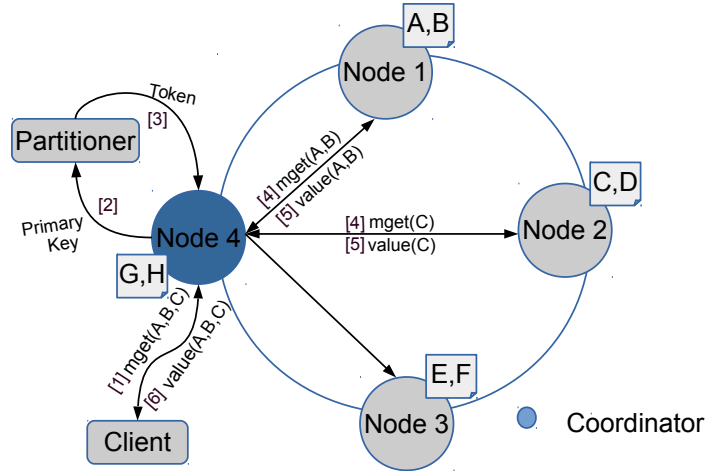 A,B
Node 1
Token
[3]
Partitioner
[4] mget(A,B)
[5] value(A,B)
C,D
[2]
Primary
Key
Node 4
[4] mget(C)
[5] value(C)
Node 2
G,H
[1] mget(A,B,C)
[6] value(A,B,C)
E,F
Node 3
Client
Coordinator